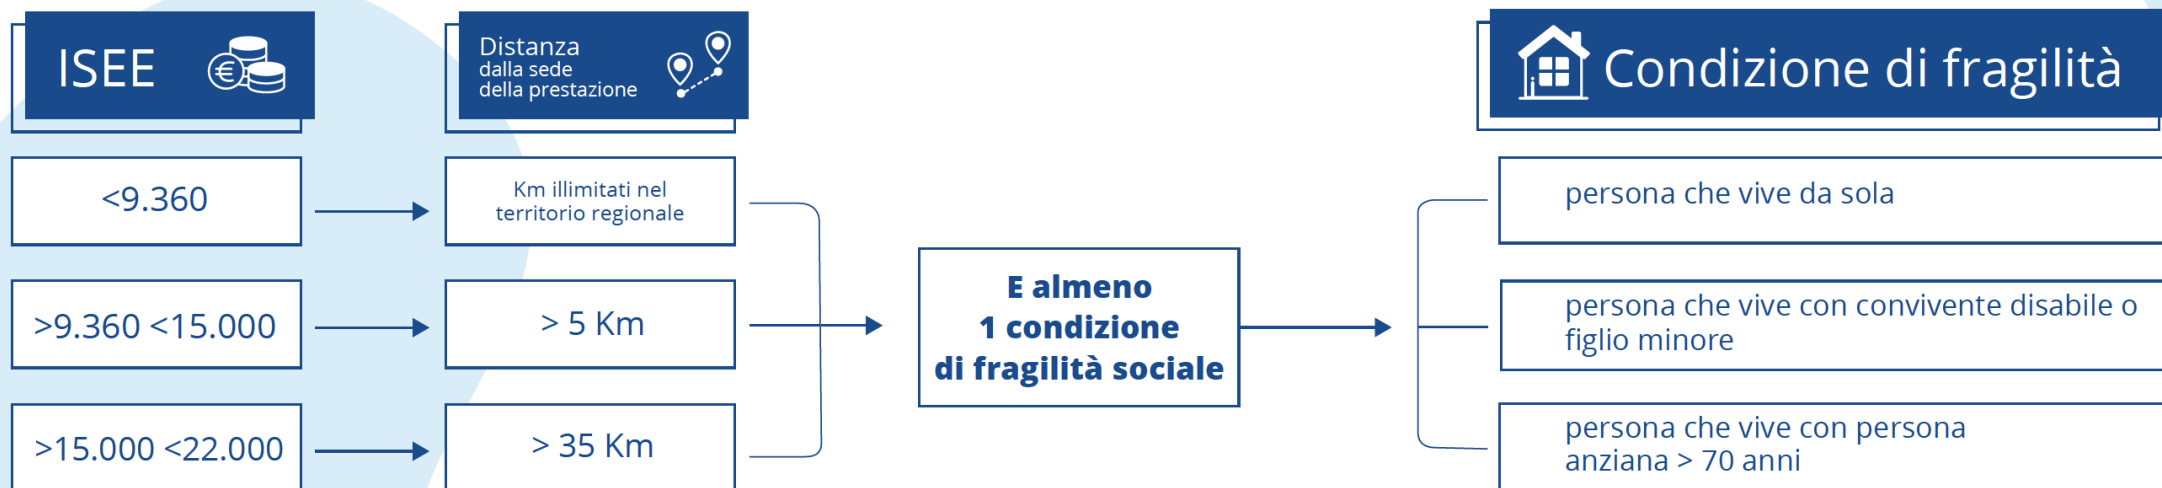 ISEE
Distanza
dalla sede
della prestazione
Condizione di fragilità
<9.360
Km illimitati nel
territorio regionale
>9.360 <15.000
> 5 Km
>15.000 <22.000
> 35 Km
E almeno
1 condizione
di fragilità sociale
persona che vive da sola
persona che vive con convivente disabile o
figlio minore
persona che vive con persona
anziana > 70 anni